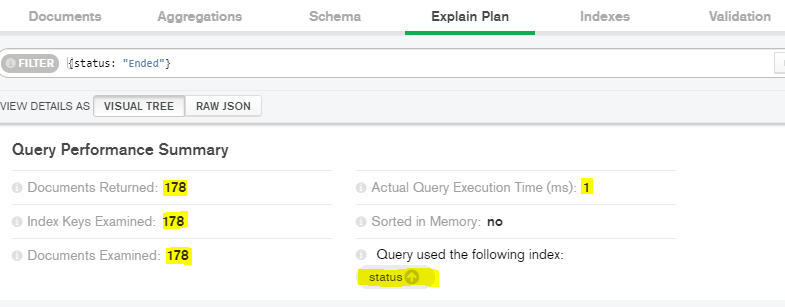 Documents Aggregations Schema Explain Plan Indexes Validation
FILTER {status: "Ended"}
VIEW DETAILS AS VISUAL TREE RAW JSON
Query Performance Summary
Documents Returned: 178
Actual Query Execution Time (ms): 1
Index Keys Examined: 178
Sorted in Memory: no
Documents Examined: 178
Query used the following index:
status